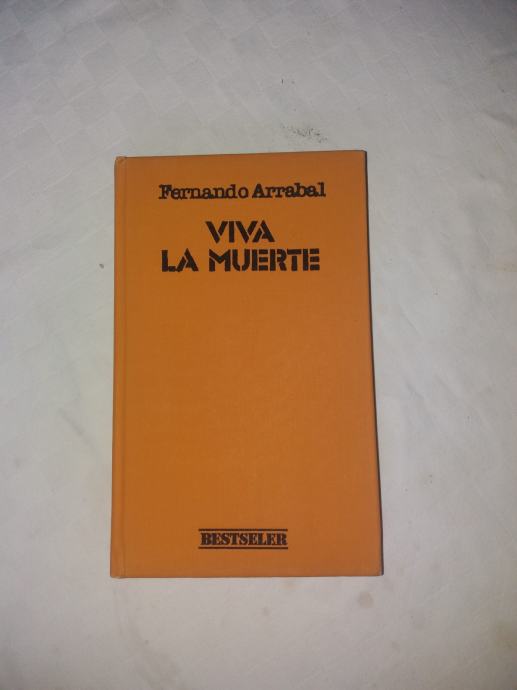 Fernando Arrabal
VIVA
LA MUERTE
BESTSELER